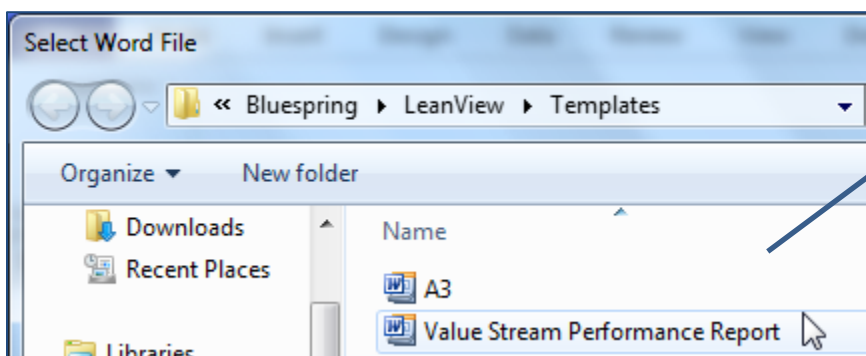 Select Word File
« Bluespring LeanView Templates
Organize New folder
Downloads
Name
Recent Places
A3
Value Stream Performance Report
Libraries